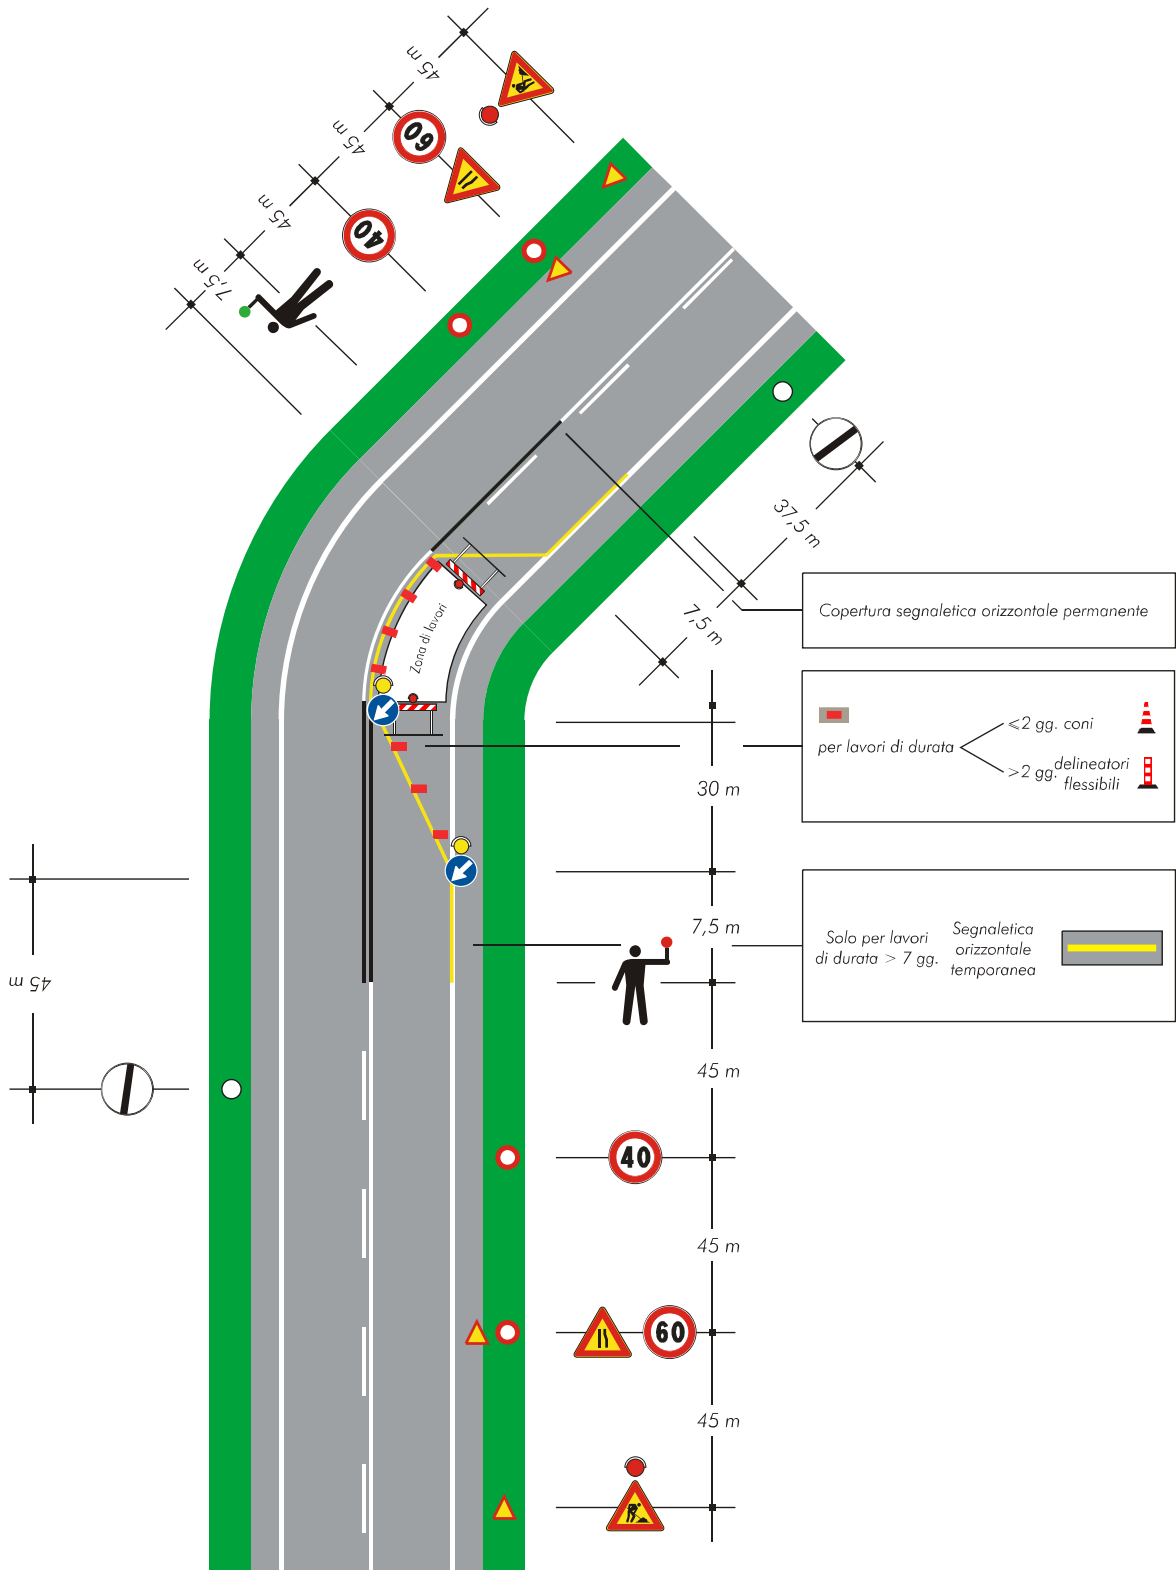 45 m
60
45 m
40
45 m
7,5 m
37,5 m
7,5 m
Copertura segnaletica orizzontale permanente
Zona di lavori
per lavori di durata
≤2 gg. coni
>2 gg. delineatori
flessibili
30 m
7,5 m
Solo per lavori
di durata > 7 gg.
Segnaletica
orizzontale
temporanea
45 m
45 m
40
45 m
60
45 m